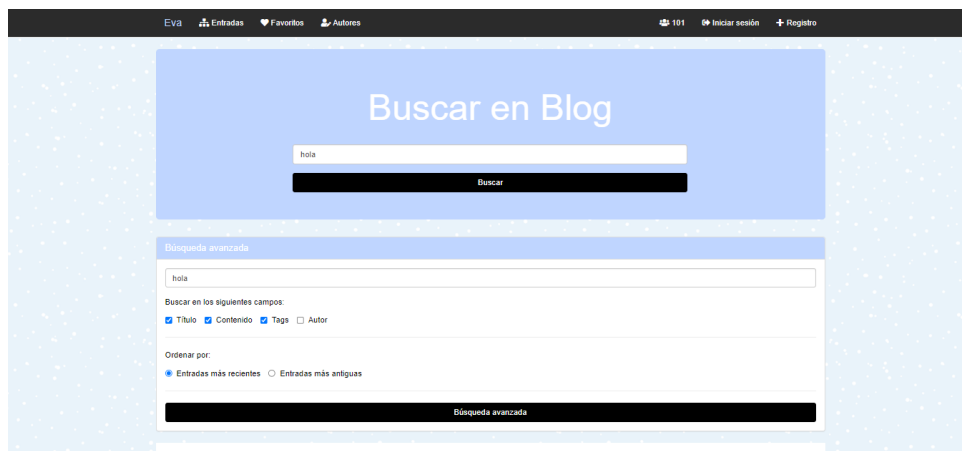 Eva Entradas Favoritos Autores 101 Iniciar sesión Registro
Buscar en Blog
hola
Buscar
Búsqueda avanzada
hola
Buscar en los siguientes campos:
Título Contenido Tags Autor
Ordenar por:
Entradas más recientes Entradas más antiguas
Búsqueda avanzada